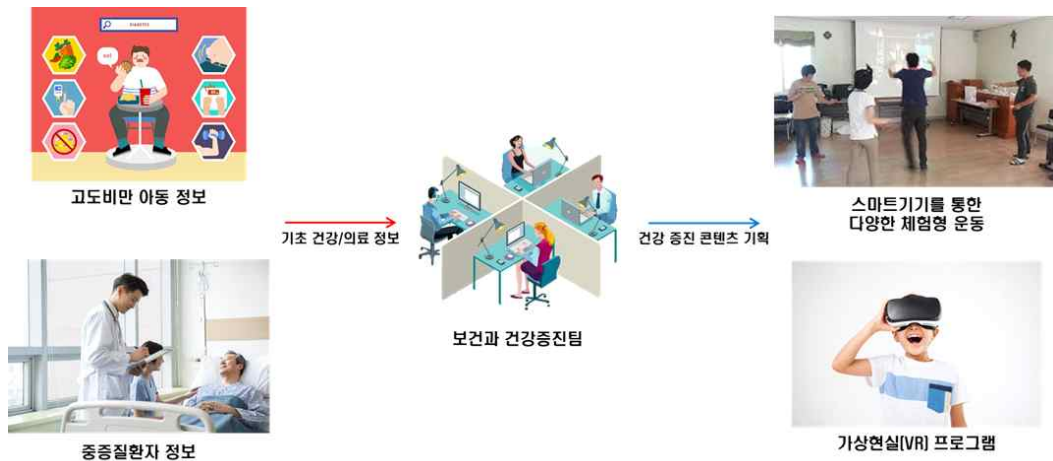 eat
고도비만 아동 정보
기초 건강/의료 정보
중증질환자 정보
보건과 건강증진팀
건강 증진 콘텐츠 기획
스마트기기를 통한
다양한 체험형 운동
가상현실(VR) 프로그램